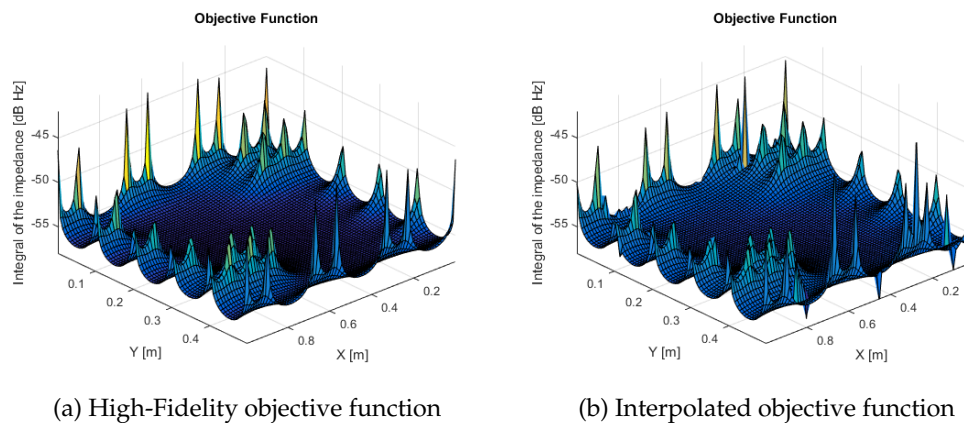 Objective Function
Integral of the impedance [dB Hz]
-45
-50
-55
0.1
0.2
0.3
0.4
Y [m]
0.8
0.6
0.4
0.2
X [m]
(a) High-Fidelity objective function
Objective Function
Integral of the impedance [dB Hz]
-45
-50
-55
0.1
0.2
0.3
0.4
Y [m]
0.8
0.6
0.4
0.2
X [m]
(b) Interpolated objective function